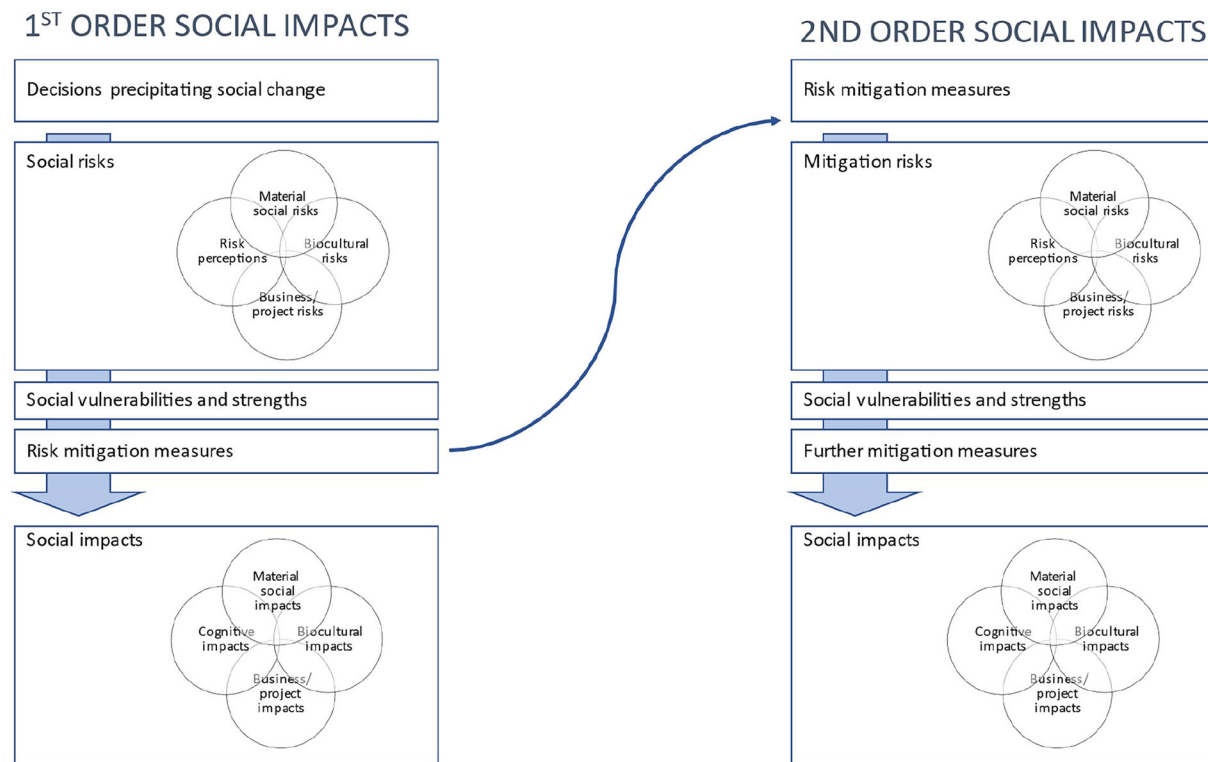 1ST ORDER SOCIAL IMPACTS
Decisions precipitating social change
Social risks
Material
social risks
Risk
perceptions
Biocultural
risks
Business/
project risks
Social vulnerabilities and strengths
Risk mitigation measures
Social impacts
Material
social
impacts
Cognitive
impacts
Biocultural
impacts
Business/
project
impacts
2ND ORDER SOCIAL IMPACTS
Risk mitigation measures
Mitigation risks
Material
social risks
Risk
perceptions
Biocultural
risks
Business/
project risks
Social vulnerabilities and strengths
Further mitigation measures
Social impacts
Material
social
impacts
Cognitive
impacts
Biocultural
impacts
Business/
project
impacts